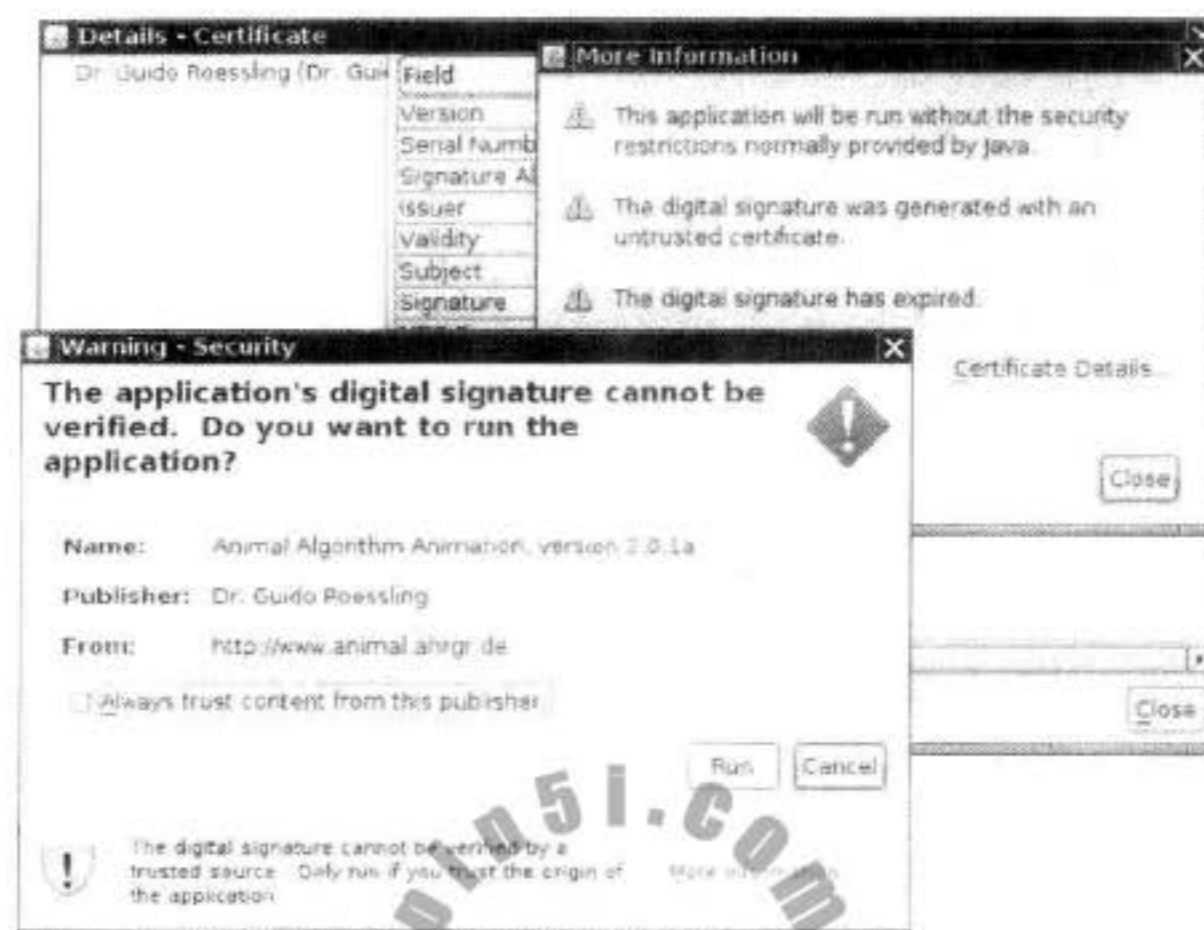 Details - Certificate
Dr. Guido Roessling (Dr. Gui
Field
Version
Serial Numb
Signature Al
Issuer
Validity
Subject
Signature
More Information
This application will be run without the security
restrictions normally provided by Java.
The digital signature was generated with an
untrusted certificate.
The digital signature has expired.
Certificate Details...
Close
Warning - Security
The application's digital signature cannot be
verified. Do you want to run the
application?
Name: Animal Algorithm Animation, version 2.0.1a
Publisher: Dr. Guido Roessling
From: http://www.animal.ahrgr.de
Always trust content from this publisher.
Run
Cancel
Close
The digital signature cannot be verified by a
trusted source. Only run if you trust the origin of
the application.
More information
pin5i.com